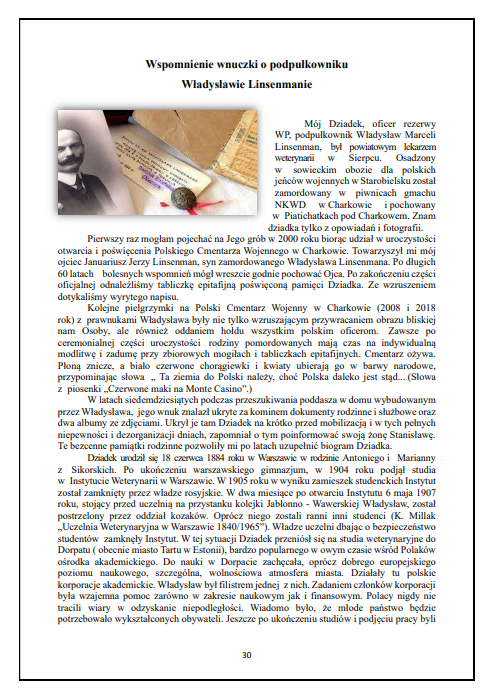 Wspomnienie wnuczki o podpułkowniku
Władysławie Linsenmanie
Mój Dziadek, oficer rezerwy
WP, podpułkownik Władysław Marceli
Linsenman, był powiatowym lekarzem
weterynarii w Sierpcu. Osadzony
w sowieckim obozie dla polskich
jeńców wojennych w Starobielsku został
zamordowany w piwnicach gmachu
NKWD w Charkowie i pochowany
w Piatichatkach pod Charkowem. Znam
dziadka tylko z opowiadań i fotografii.
Pierwszy raz mogłam pojechać na Jego grób w 2000 roku biorąc udział w uroczystości
otwarcia i poświęcenia Polskiego Cmentarza Wojennego w Charkowie. Towarzyszył mi mój
ojciec Januariusz Jerzy Linsenman, syn zamordowanego Władysława Linsenmana. Po długich
60 latach bolesnych wspomnień mógł wreszcie godnie pochować Ojca. Po zakończeniu części
oficjalnej odnaleźliśmy tabliczkę epitafijną poświęconą pamięci Dziadka. Ze wzruszeniem
dotykaliśmy wyrytego napisu.
Kolejne pielgrzymki na Polski Cmentarz Wojenny w Charkowie (2008 i 2018
rok) z prawnukami Władysława były nie tylko wzruszającym przywracaniem obrazu bliskiej
nam Osoby, ale również oddaniem hołdu wszystkim polskim oficerom. Zawsze po
ceremonialnej części uroczystości rodziny pomordowanych mają czas na indywidualną
modlitwę i zadumę przy zbiorowych mogiłach i tabliczkach epitafijnych. Cmentarz ożywa.
Płoną znicze, a biało czerwone chorągiewki i kwiaty ubierają go w barwy narodowe,
przypominając słowa „ Ta ziemia do Polski należy, choć Polska daleko jest stąd... (Słowa
z piosenki „Czerwone maki na Monte Casino".)
W latach siedemdziesiątych podczas przeszukiwania poddasza w domu wybudowanym
przez Władysława, jego wnuk znalazł ukryte za kominem dokumenty rodzinne i służbowe oraz
dwa albumy ze zdjęciami. Ukrył je tam Dziadek na krótko przed mobilizacją i w tych pełnych
niepewności i dezorganizacji dniach, zapomniał o tym poinformować swoją żonę Stanisławę.
Te bezcenne pamiątki rodzinne pozwoliły mi po latach uzupełnić biogram Dziadka.
Dziadek urodził się 18 czerwca 1884 roku w Warszawie w rodzinie Antoniego i Marianny
z Sikorskich. Po ukończeniu warszawskiego gimnazjum, w 1904 roku podjął studia
w Instytucie Weterynarii w Warszawie. W 1905 roku w wyniku zamieszek studenckich Instytut
został zamknięty przez władze rosyjskie. W dwa miesiące po otwarciu Instytutu 6 maja 1907
roku, stojący przed uczelnią na przystanku kolejki Jabłonno - Wawerskiej Władysław, został
postrzelony przez oddział kozaków. Oprócz niego zostali ranni inni studenci (K. Millak
„Uczelnia Weterynaryjna w Warszawie 1840/1965"). Władze uczelni dbając o bezpieczeństwo
studentów zamknęły Instytut. W tej sytuacji Dziadek przeniósł się na studia weterynaryjne do
Dorpatu ( obecnie miasto Tartu w Estonii), bardzo popularnego w owym czasie wśród Polaków
ośrodka akademickiego. Do nauki w Dorpacie zachęcała, oprócz dobrego europejskiego
poziomu naukowego, szczególna, wolnościowa atmosfera miasta. Działały tu polskie
korporacje akademickie. Władysław był filistrem jednej z nich. Zadaniem członków korporacji
była wzajemna pomoc zarówno w zakresie naukowym jak i finansowym. Polacy nigdy nie
tracili wiary w odzyskanie niepodległości. Wiadomo było, że młode państwo będzie
potrzebowało wykształconych obywateli. Jeszcze po ukończeniu studiów i podjęciu pracy byli
30